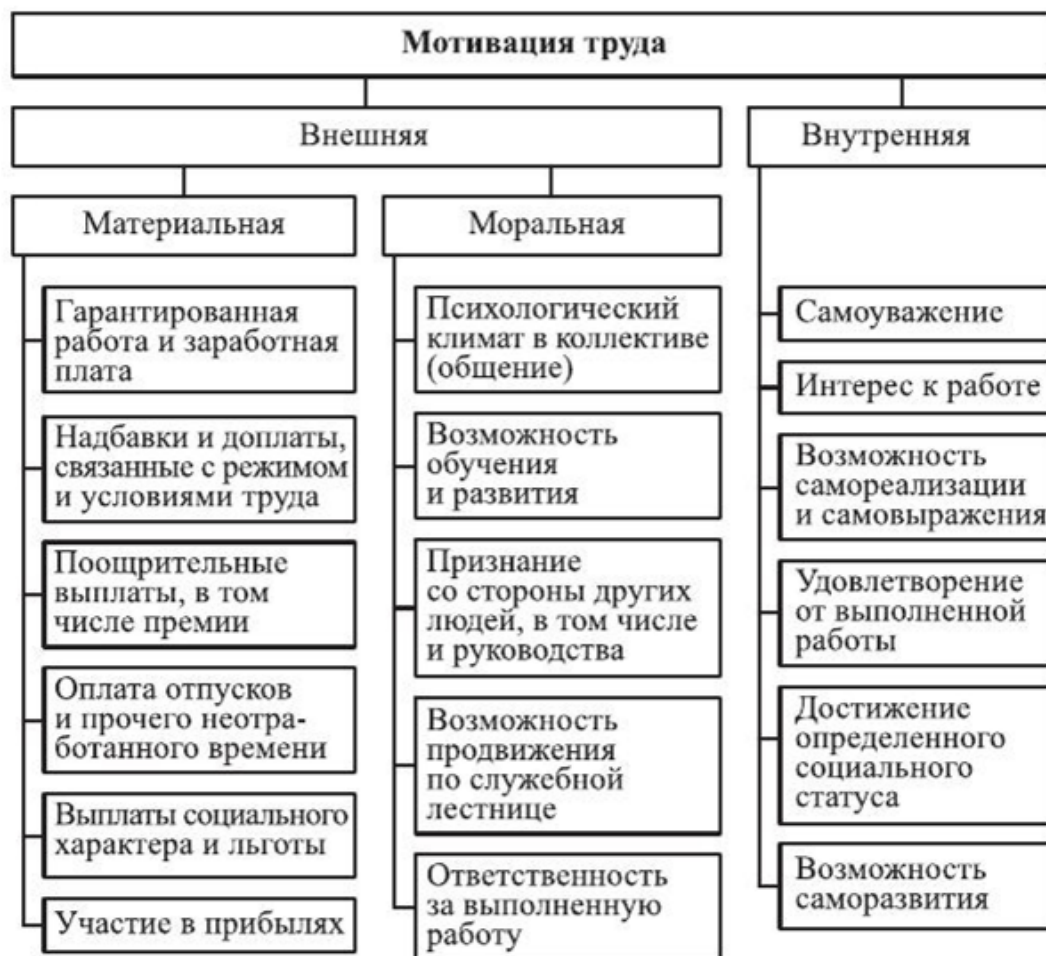 Мотивация труда
Внешняя
Внутренняя
Материальная
Моральная
Гарантированная
работа и заработная
плата
Надбавки и доплаты,
связанные с режимом
и условиями труда
Поощрительные
выплаты, в том
числе премии
Оплата отпусков
и прочего неотра-
ботанного времени
Выплаты социального
характера и льготы
Участие в прибылях
Психологический
климат в коллективе
(общение)
Возможность
обучения
и развития
Признание
со стороны других
людей, в том числе
и руководства
Возможность
продвижения
по служебной
лестнице
Ответственность
за выполненную
работу
Самоуважение
Интерес к работе
Возможность
самореализации
и самовыражения
Удовлетворение
от выполненной
работы
Достижение
определенного
социального
статуса
Возможность
саморазвития